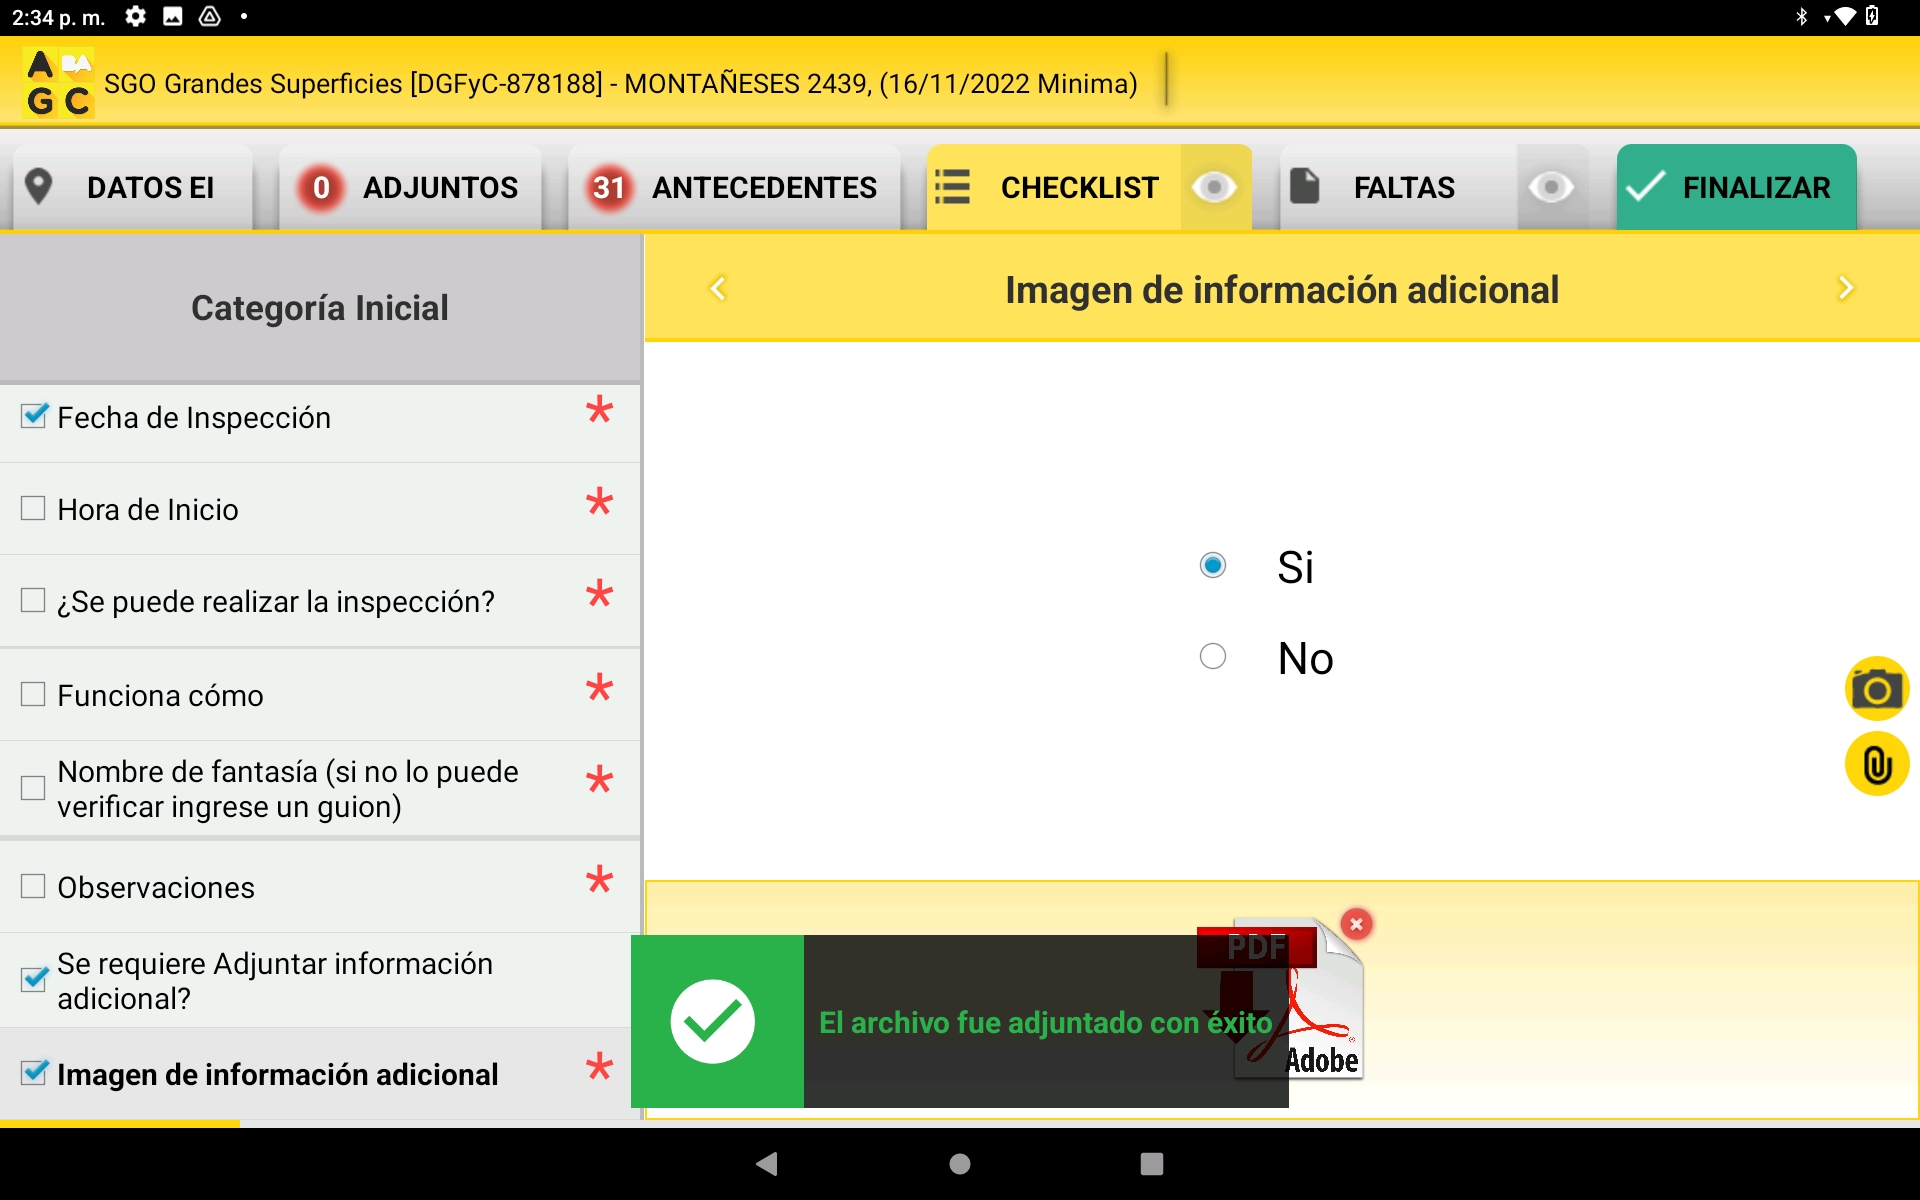 2:34 p. m.
A BA
G C
SGO Grandes Superficies [DGFyC-878188] - MONTAÑESES 2439, (16/11/2022 Minima)
DATOS EI
0 ADJUNTOS
31 ANTECEDENTES
CHECKLIST
FALTAS
FINALIZAR
Categoría Inicial
Fecha de Inspección *
Hora de Inicio *
¿Se puede realizar la inspección? *
Funciona cómo *
Nombre de fantasía (si no lo puede
verificar ingrese un guion) *
Observaciones *
Se requiere Adjuntar información
adicional?
Imagen de información adicional *
Imagen de información adicional
Si
No
PDF
Adobe
El archivo fue adjuntado con éxito